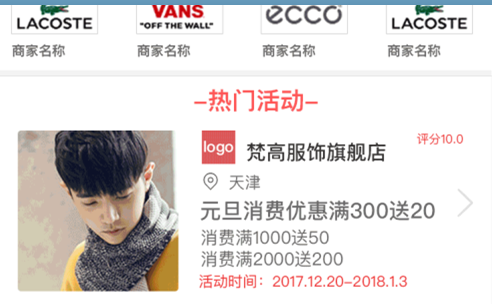 LACOSTE
VANS
"OFF THE WALL"
ecco
LACOSTE
商家名称
商家名称
商家名称
商家名称
–热门活动–
logo
梵高服饰旗舰店
评分10.0
天津
元旦消费优惠满300送20
消费满1000送50
消费满2000送200
活动时间：2017.12.20-2018.1.3